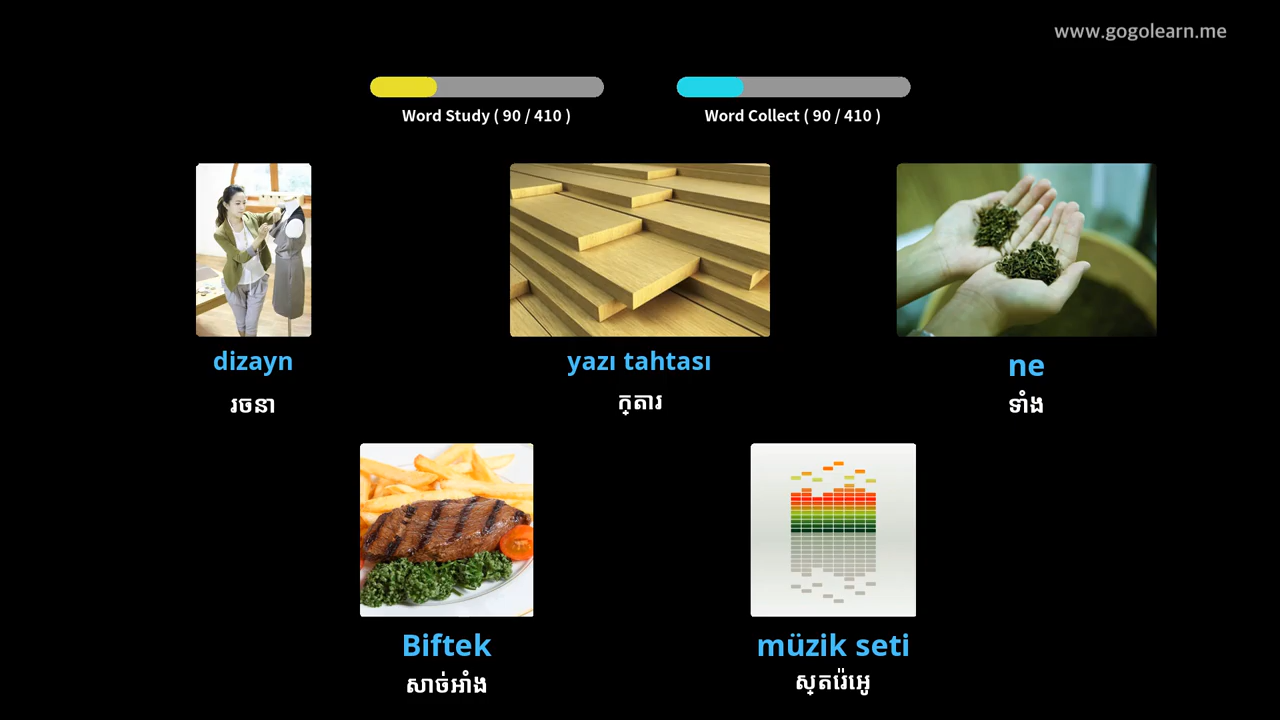 www.gogolearn.me
Word Study ( 90 / 410 )
Word Collect ( 90 / 410 )
dizayn
រចនា
yazı tahtası
ក្តារ
ne
ទាំង
Biftek
សាច់អាំង
müzik seti
ស្តេរ៉េអូ